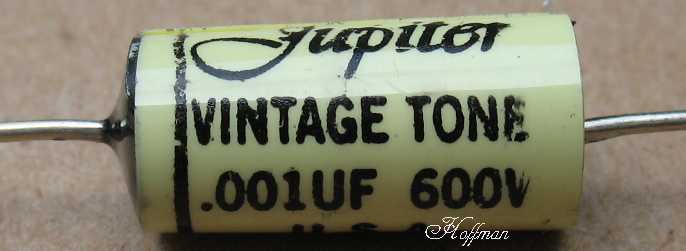 Jupiter
VINTAGE TONE
.001UF 600V
Hoffman